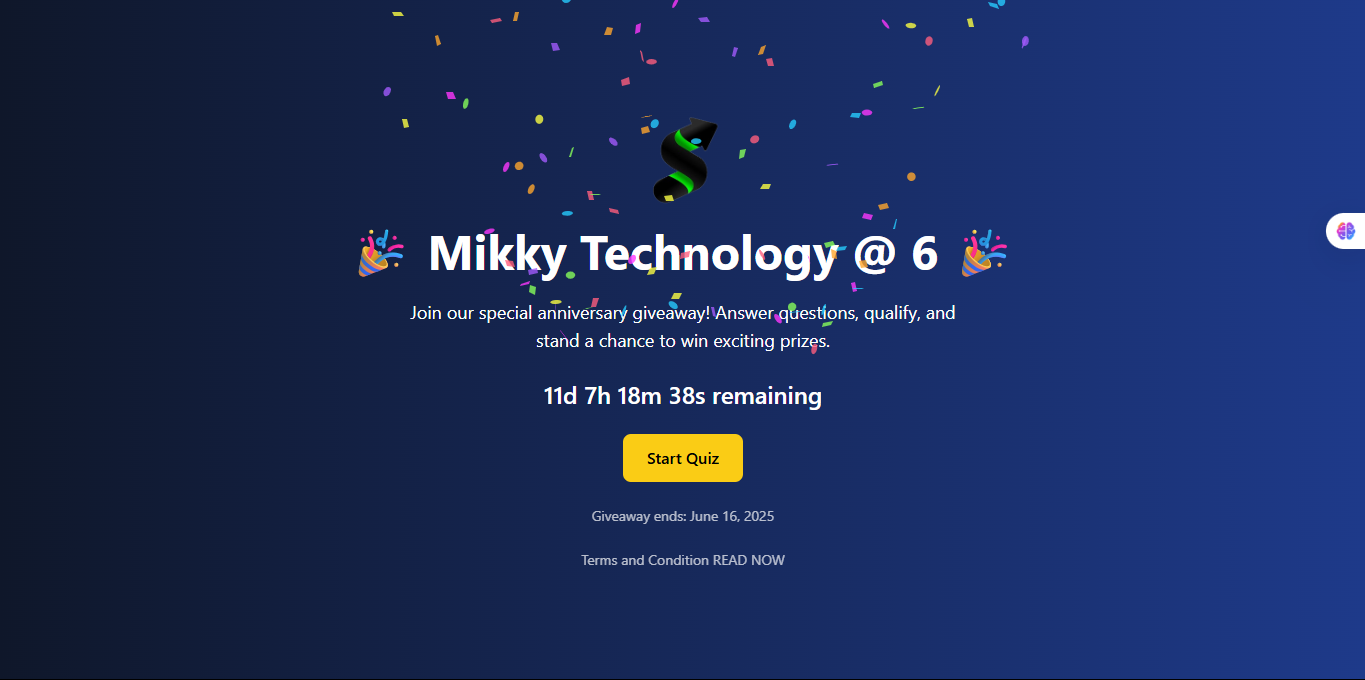 🎉 Mikky Technology @ 6 🎉
Join our special anniversary giveaway! Answer questions, qualify, and
stand a chance to win exciting prizes.
11d 7h 18m 38s remaining
Start Quiz
Giveaway ends: June 16, 2025
Terms and Condition READ NOW